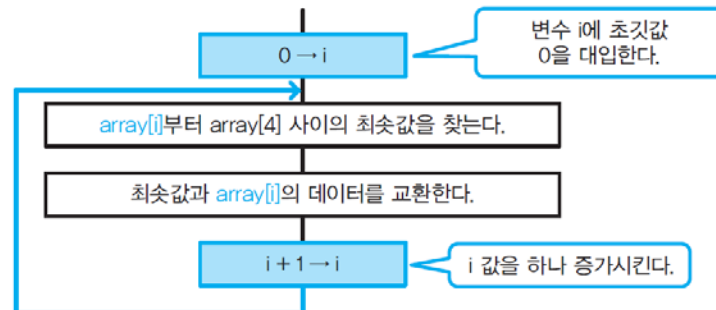 0 → i
변수 i에 초깃값
0을 대입한다.
array[i]부터 array[4] 사이의 최솟값을 찾는다.
최솟값과 array[i]의 데이터를 교환한다.
i + 1 → i
i 값을 하나 증가시킨다.